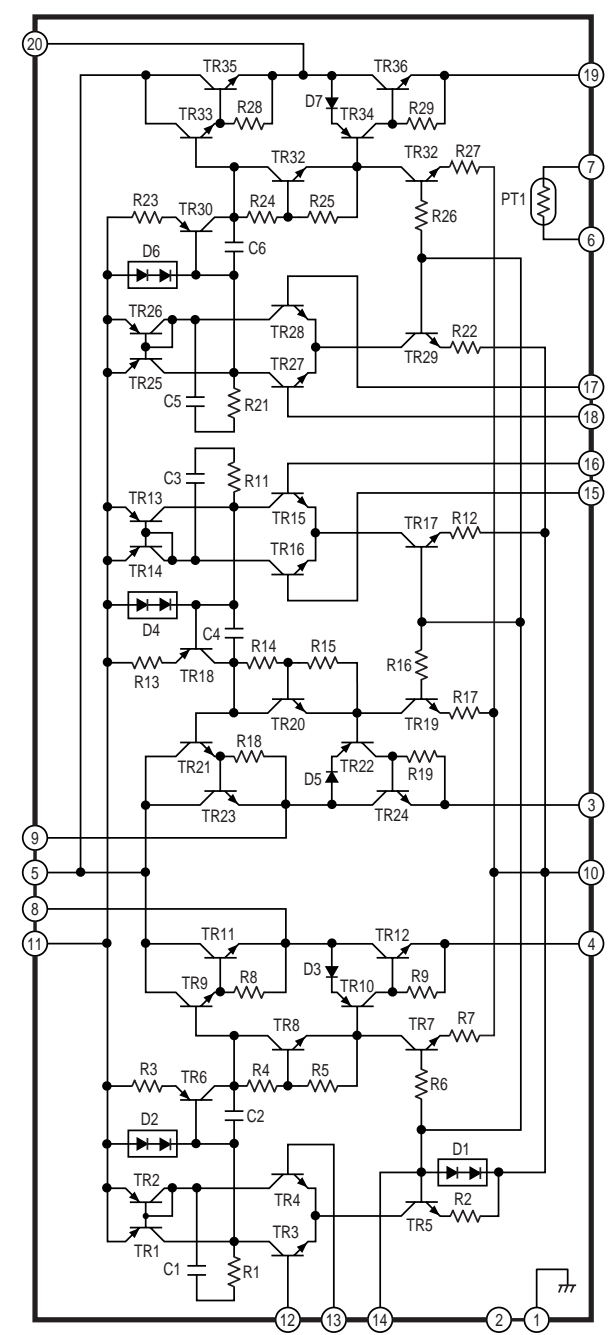 20
TR35
TR36
19
R28
D7
TR33
TR34
R29
TR32
TR32
R27
7
R23
TR30
R24
R25
PT1
R26
C6
6
D6
TR26
TR28
R22
TR27
TR29
TR25
17
C5
R21
18
C3
R11
16
TR13
TR15
15
TR17
R12
TR16
TR14
D4
C4
R14
R15
R16
R13
TR18
R17
TR20
TR19
R18
TR21
D5
TR22
R19
TR23
TR24
3
9
5
10
8
TR11
TR12
11
4
D3
TR9
R8
TR10
R9
TR8
TR7
R7
R3
TR6
R4
R5
R6
D2
C2
D1
TR2
TR4
R2
TR3
TR5
TR1
C1
R1
12
13
14
2
1